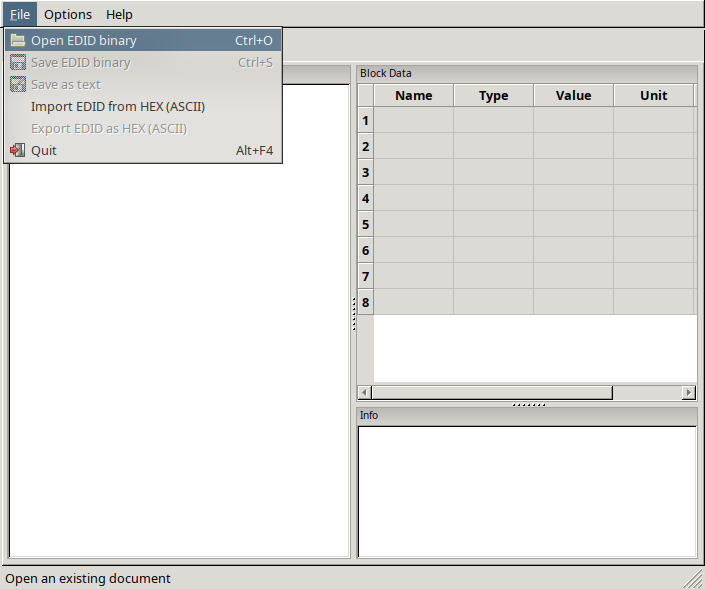 File Options Help
Open EDID binary Ctrl+O
Save EDID binary Ctrl+S
Save as text
Import EDID from HEX (ASCII)
Export EDID as HEX (ASCII)
Quit Alt+F4
Block Data
Name Type Value Unit
1
2
3
4
5
6
7
8
Info
Open an existing document